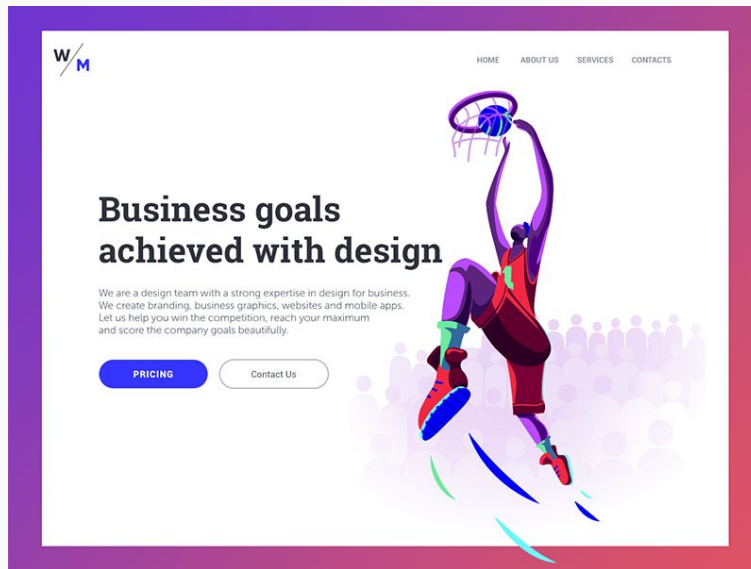 W
M
HOME ABOUT US SERVICES CONTACTS
Business goals
achieved with design
We are a design team with a strong expertise in design for business.
We create branding, business graphics, websites and mobile apps.
Let us help you win the competition, reach your maximum
and score the company goals beautifully.
PRICING Contact Us